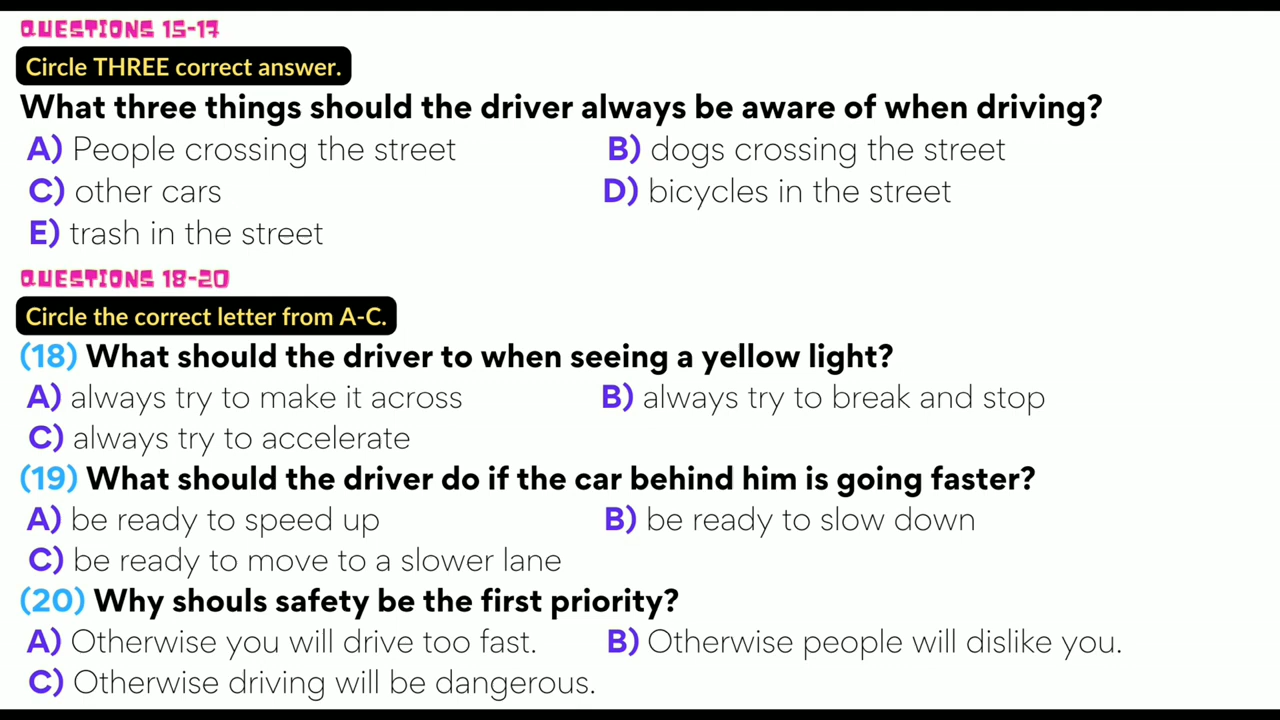 QUESTIONS 15-17
Circle THREE correct answer.
What three things should the driver always be aware of when driving?
A) People crossing the street B) dogs crossing the street
C) other cars D) bicycles in the street
E) trash in the street
QUESTIONS 18-20
Circle the correct letter from A-C.
(18) What should the driver to when seeing a yellow light?
A) always try to make it across B) always try to break and stop
C) always try to accelerate
(19) What should the driver do if the car behind him is going faster?
A) be ready to speed up B) be ready to slow down
C) be ready to move to a slower lane
(20) Why shouls safety be the first priority?
A) Otherwise you will drive too fast. B) Otherwise people will dislike you.
C) Otherwise driving will be dangerous.